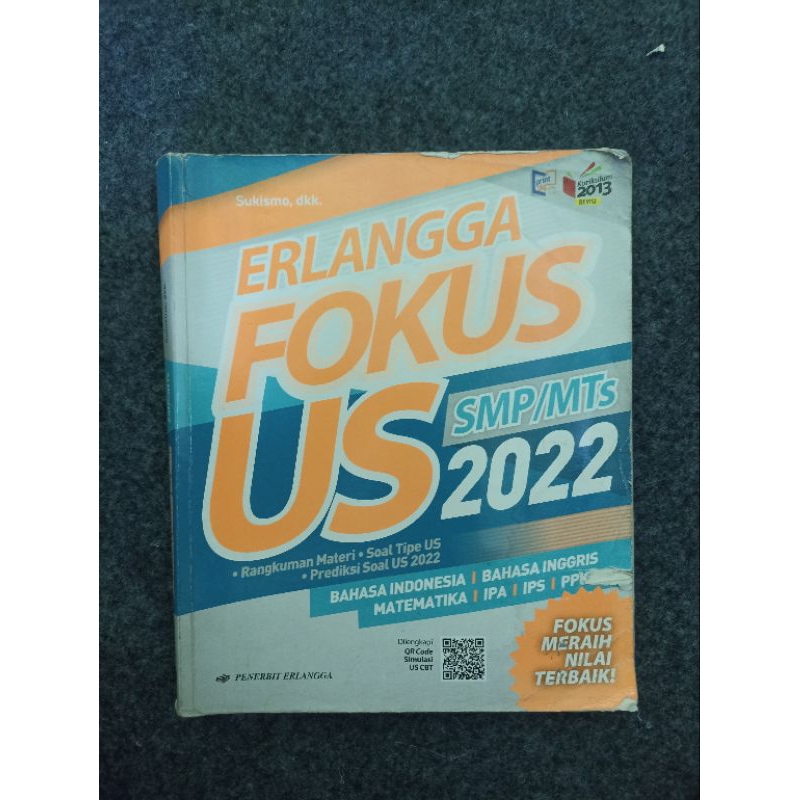 Sukismo, dkk.
Kurikulum
2013
ERLANGGA
FOKUS
US
SMP/MTs
2022
• Rangkuman Materi • Soal Tipe US
• Prediksi Soal US 2022
BAHASA INDONESIA | BAHASA INGGRIS
MATEMATIKA | IPA | IPS |
Dilengkapi
QR Code
Simulasi
US CBT
FOKUS
MERAIH
NILAI
TERBAIK!
PENERBIT ERLANGGA